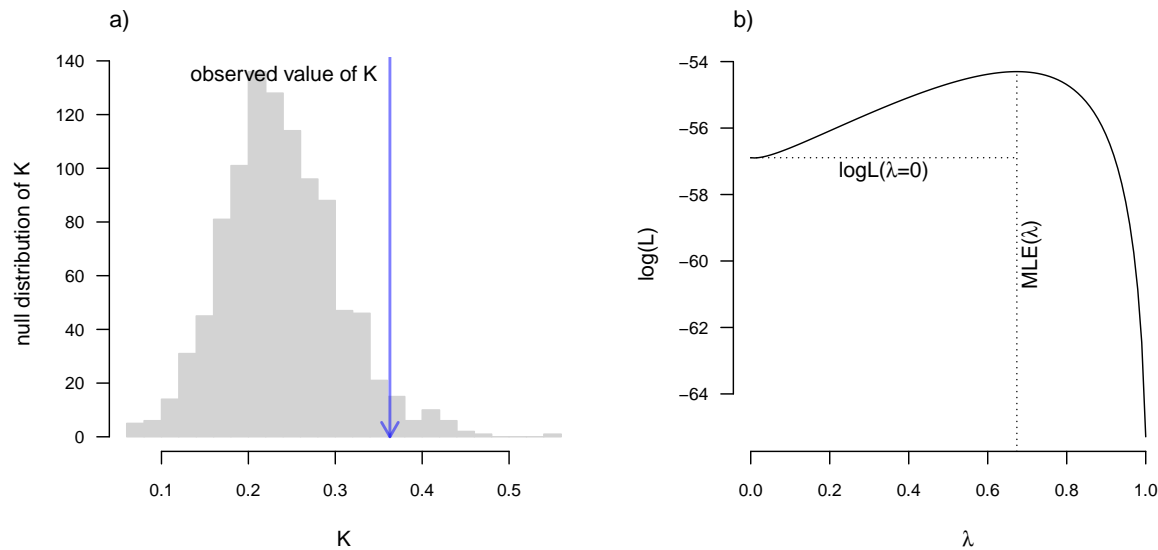 a)
observed value of K
null distribution of K
140
120
100
80
60
40
20
0
0.1 0.2 0.3 0.4 0.5
K
b)
log(L)
−54
−56
−58
−60
−62
−64
logL(λ=0)
MLE(λ)
0.0 0.2 0.4 0.6 0.8 1.0
λ